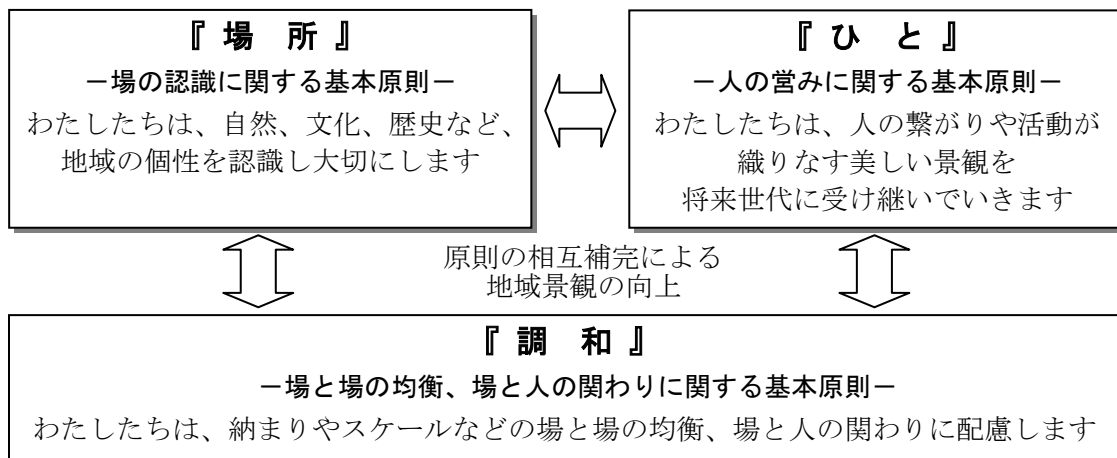 『 場 所 』
－場の認識に関する基本原則－
わたしたちは、自然、文化、歴史など、
地域の個性を認識し大切にします
『 ひ と 』
－人の営みに関する基本原則－
わたしたちは、人の繋がりや活動が
織りなす美しい景観を
将来世代に受け継いでいきます
原則の相互補完による
地域景観の向上
『 調 和 』
－場と場の均衡、場と人の関わりに関する基本原則－
わたしたちは、納まりやスケールなどの場と場の均衡、場と人の関わりに配慮します